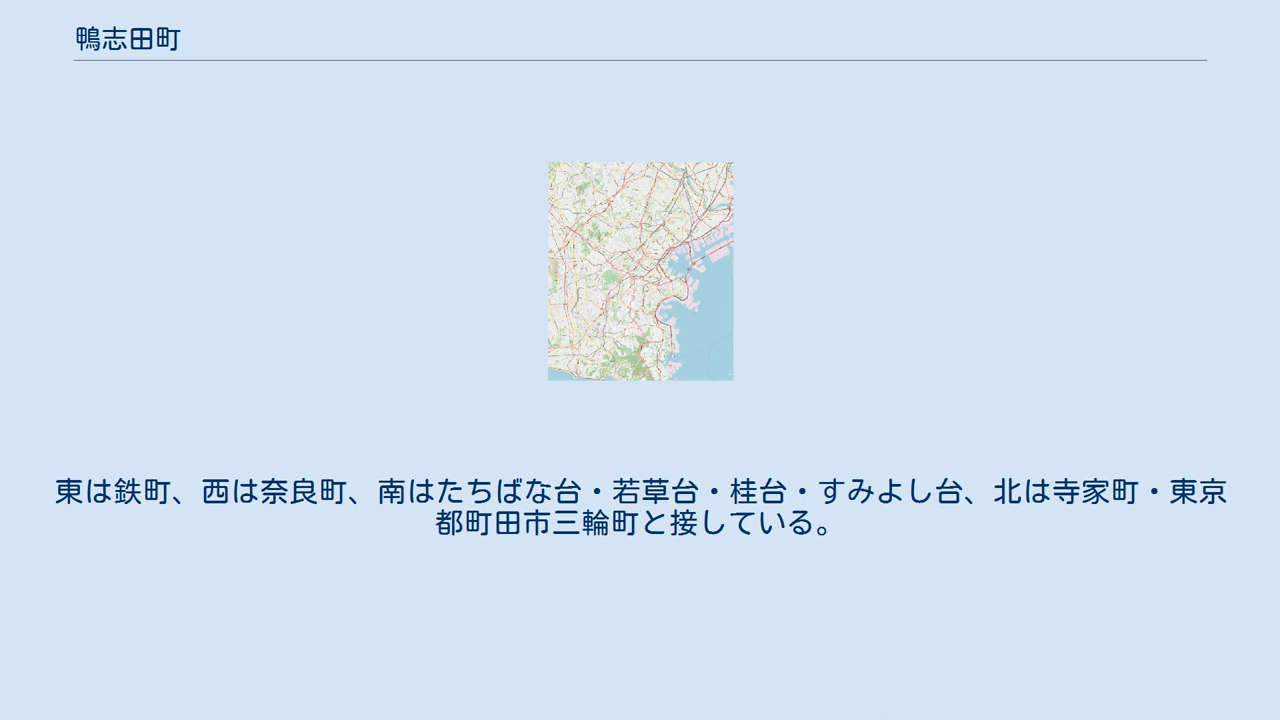 鴨志田町
東は鉄町、西は奈良町、南はたちばな台・若草台・桂台・すみよし台、北は寺家町・東京
都町田市三輪町と接している。